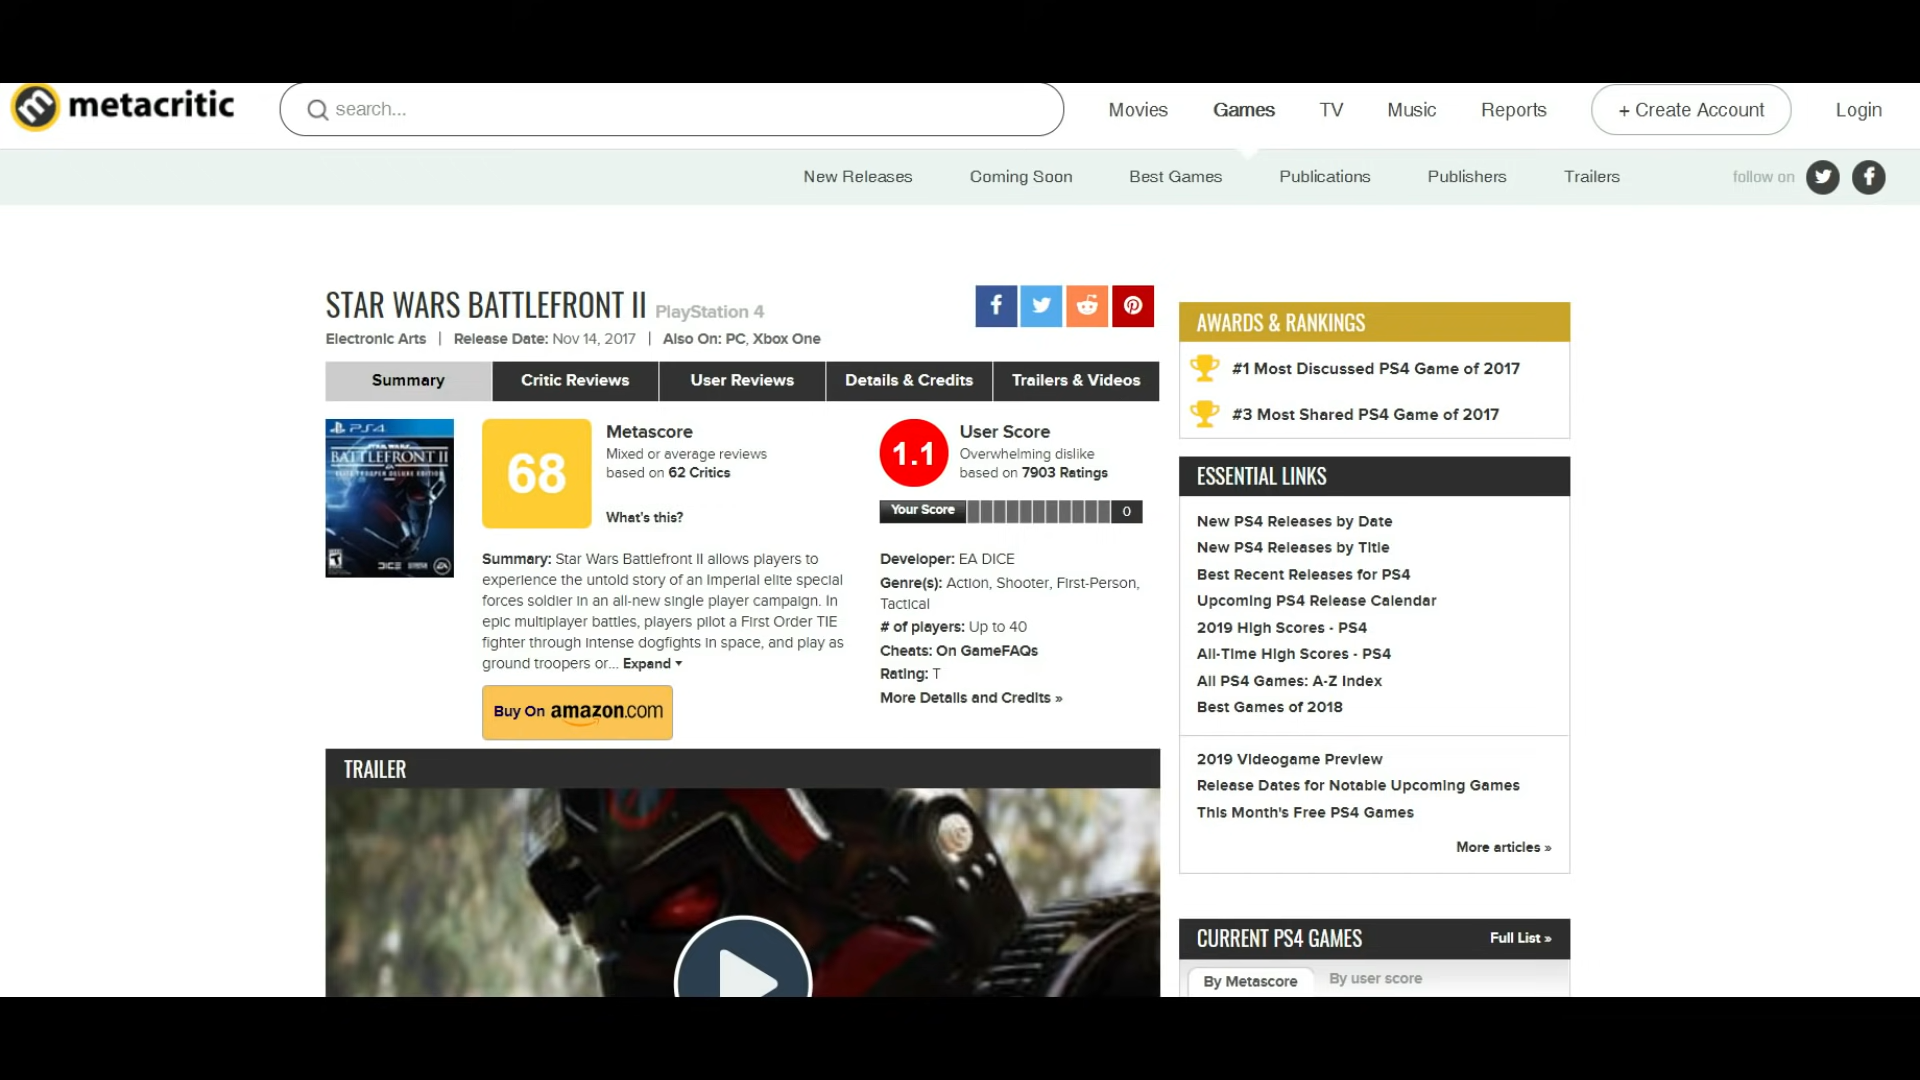 metacritic
search...
Movies
Games
TV
Music
Reports
+ Create Account
Login
New Releases
Coming Soon
Best Games
Publications
Publishers
Trailers
follow on
STAR WARS BATTLEFRONT II PlayStation 4
Electronic Arts | Release Date: Nov 14, 2017 | Also On: PC, Xbox One
Summary
Critic Reviews
User Reviews
Details & Credits
Trailers & Videos
PS4
STAR WARS
BATTLEFRONT II
ELITE TROOPER DELUXE EDITION
T
DICE
EA
68
Metascore
Mixed or average reviews
based on 62 Critics
What's this?
1.1
User Score
Overwhelming dislike
based on 7903 Ratings
Your Score
0
Summary: Star Wars Battlefront II allows players to
experience the untold story of an Imperial elite special
forces soldier in an all-new single player campaign. In
epic multiplayer battles, players pilot a First Order TIE
fighter through intense dogfights in space, and play as
ground troopers or... Expand
Buy On amazon.com
Developer: EA DICE
Genre(s): Action, Shooter, First-Person,
Tactical
# of players: Up to 40
Cheats: On GameFAQs
Rating: T
More Details and Credits »
TRAILER
AWARDS & RANKINGS
#1 Most Discussed PS4 Game of 2017
#3 Most Shared PS4 Game of 2017
ESSENTIAL LINKS
New PS4 Releases by Date
New PS4 Releases by Title
Best Recent Releases for PS4
Upcoming PS4 Release Calendar
2019 High Scores - PS4
All-Time High Scores - PS4
All PS4 Games: A-Z Index
Best Games of 2018
2019 Videogame Preview
Release Dates for Notable Upcoming Games
This Month's Free PS4 Games
More articles »
CURRENT PS4 GAMES
Full List »
By Metascore
By user score